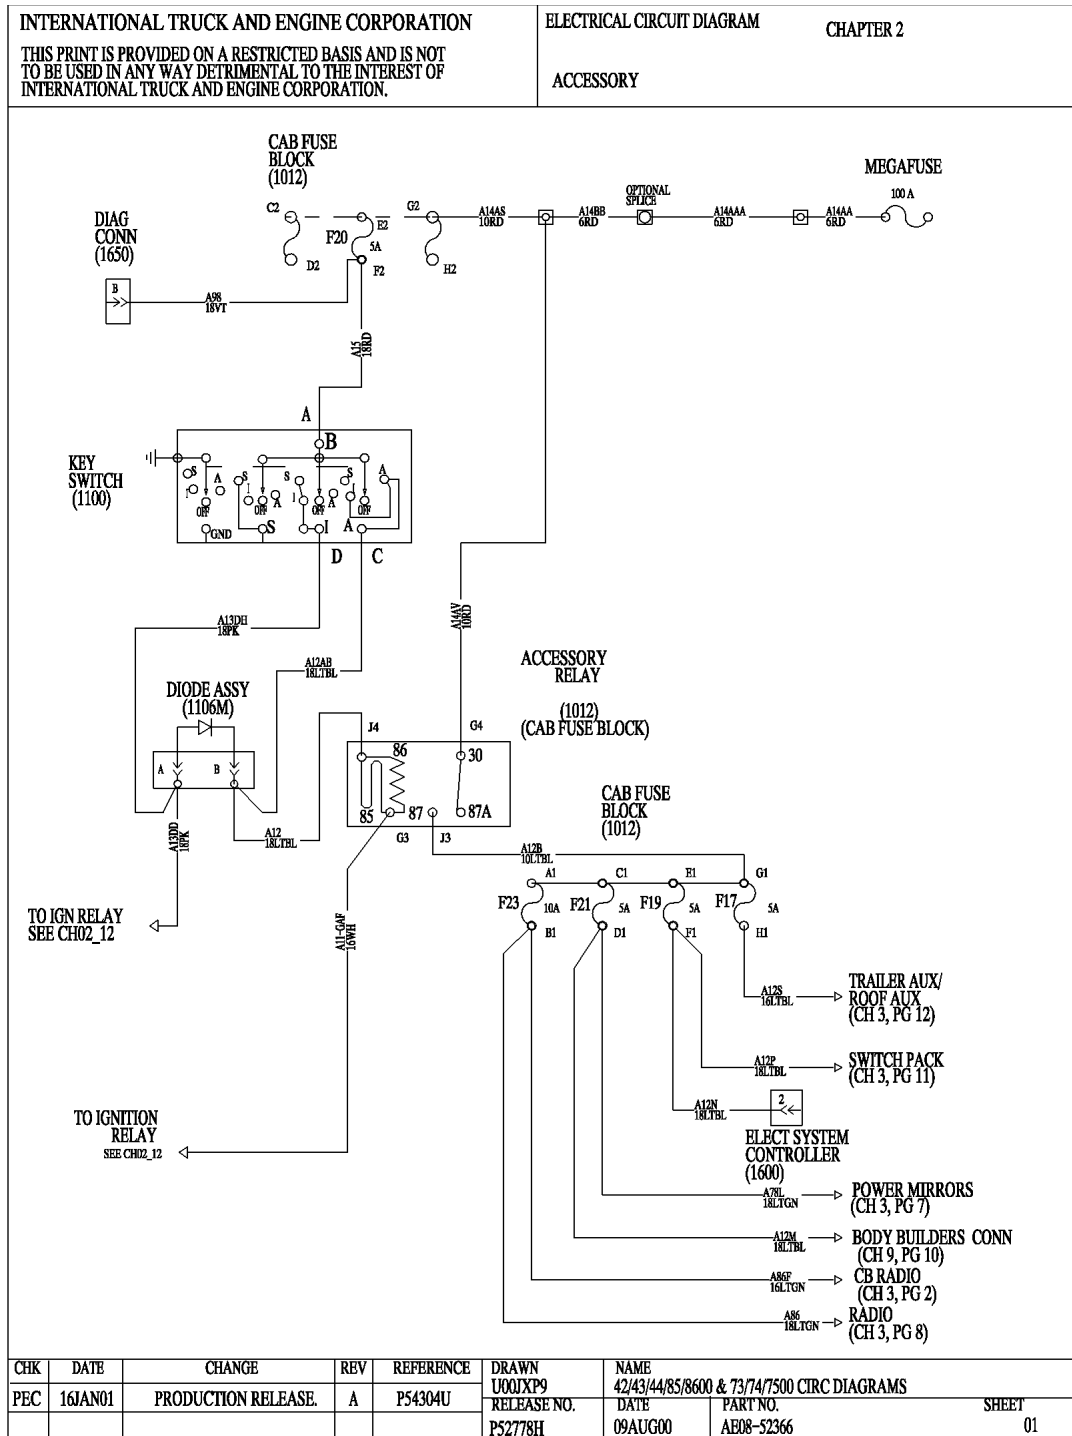 INTERNATIONAL TRUCK AND ENGINE CORPORATION
THIS PRINT IS PROVIDED ON A RESTRICTED BASIS AND IS NOT
TO BE USED IN ANY WAY DETRIMENTAL TO THE INTEREST OF
INTERNATIONAL TRUCK AND ENGINE CORPORATION.
ELECTRICAL CIRCUIT DIAGRAM
CHAPTER 2
ACCESSORY
CAB FUSE
BLOCK
(1012)
MEGAFUSE
100 A
DIAG
CONN
(1650)
B
C2
D2
F20
E2
5A
F2
G2
H2
A14AS
10RD
A14BB
6RD
OPTIONAL
SPLICE
A14AAA
6RD
A14AA
6RD
A98
18VT
A15
18RD
A
B
KEY
SWITCH
(1100)
S
I
A
OFF
GND
S
I
OFF
A
S
S
I
OFF
A
I
S
I
OFF
A
A
D
C
A13DH
18PK
A12AB
18LTBL
A14AV
10RD
DIODE ASSY
(1106M)
A
B
ACCESSORY
RELAY
(1012)
(CAB FUSE BLOCK)
J4
G4
86
30
85
87
87A
G3
J3
A13DD
18PK
A12
18LTBL
CAB FUSE
BLOCK
(1012)
A12B
10LTBL
A1
C1
E1
G1
F23
10A
F21
5A
F19
5A
F17
5A
B1
D1
F1
H1
TO IGN RELAY
SEE CH02_12
A11-GAF
16WH
A12S
16LTBL
TRAILER AUX/
ROOF AUX
(CH 3, PG 12)
A12P
18LTBL
SWITCH PACK
(CH 3, PG 11)
A12N
18LTBL
2
ELECT SYSTEM
CONTROLLER
(1600)
TO IGNITION
RELAY
SEE CH02_12
A78L
18LTGN
POWER MIRRORS
(CH 3, PG 7)
A12M
18LTBL
BODY BUILDERS CONN
(CH 9, PG 10)
A86F
16LTGN
CB RADIO
(CH 3, PG 2)
A86
18LTGN
RADIO
(CH 3, PG 8)
CHK DATE CHANGE REV REFERENCE
PEC 16JAN01 PRODUCTION RELEASE. A P54304U
DRAWN
U00JXP9
NAME
42/43/44/85/8600 & 73/74/7500 CIRC DIAGRAMS
RELEASE NO.
P52778H
DATE
09AUG00
PART NO.
AE08-52366
SHEET
01